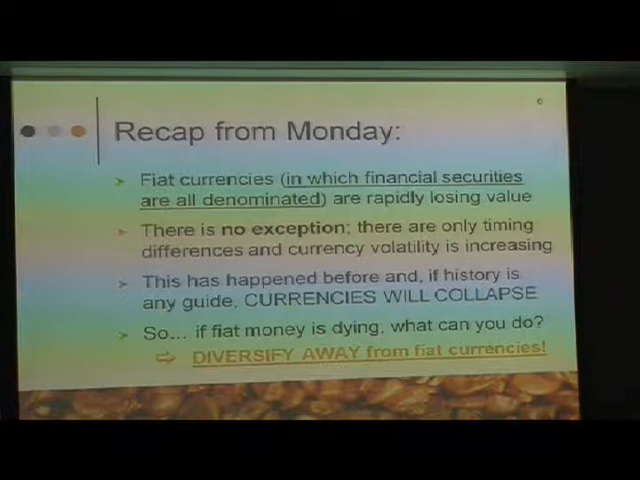 6
Recap from Monday:
Fiat currencies (in which financial securities
are all denominated) are rapidly losing value
There is no exception; there are only timing
differences and currency volatility is increasing
This has happened before and, if history is
any guide, CURRENCIES WILL COLLAPSE
So... if fiat money is dying, what can you do?
⇨ DIVERSIFY AWAY from fiat currencies!